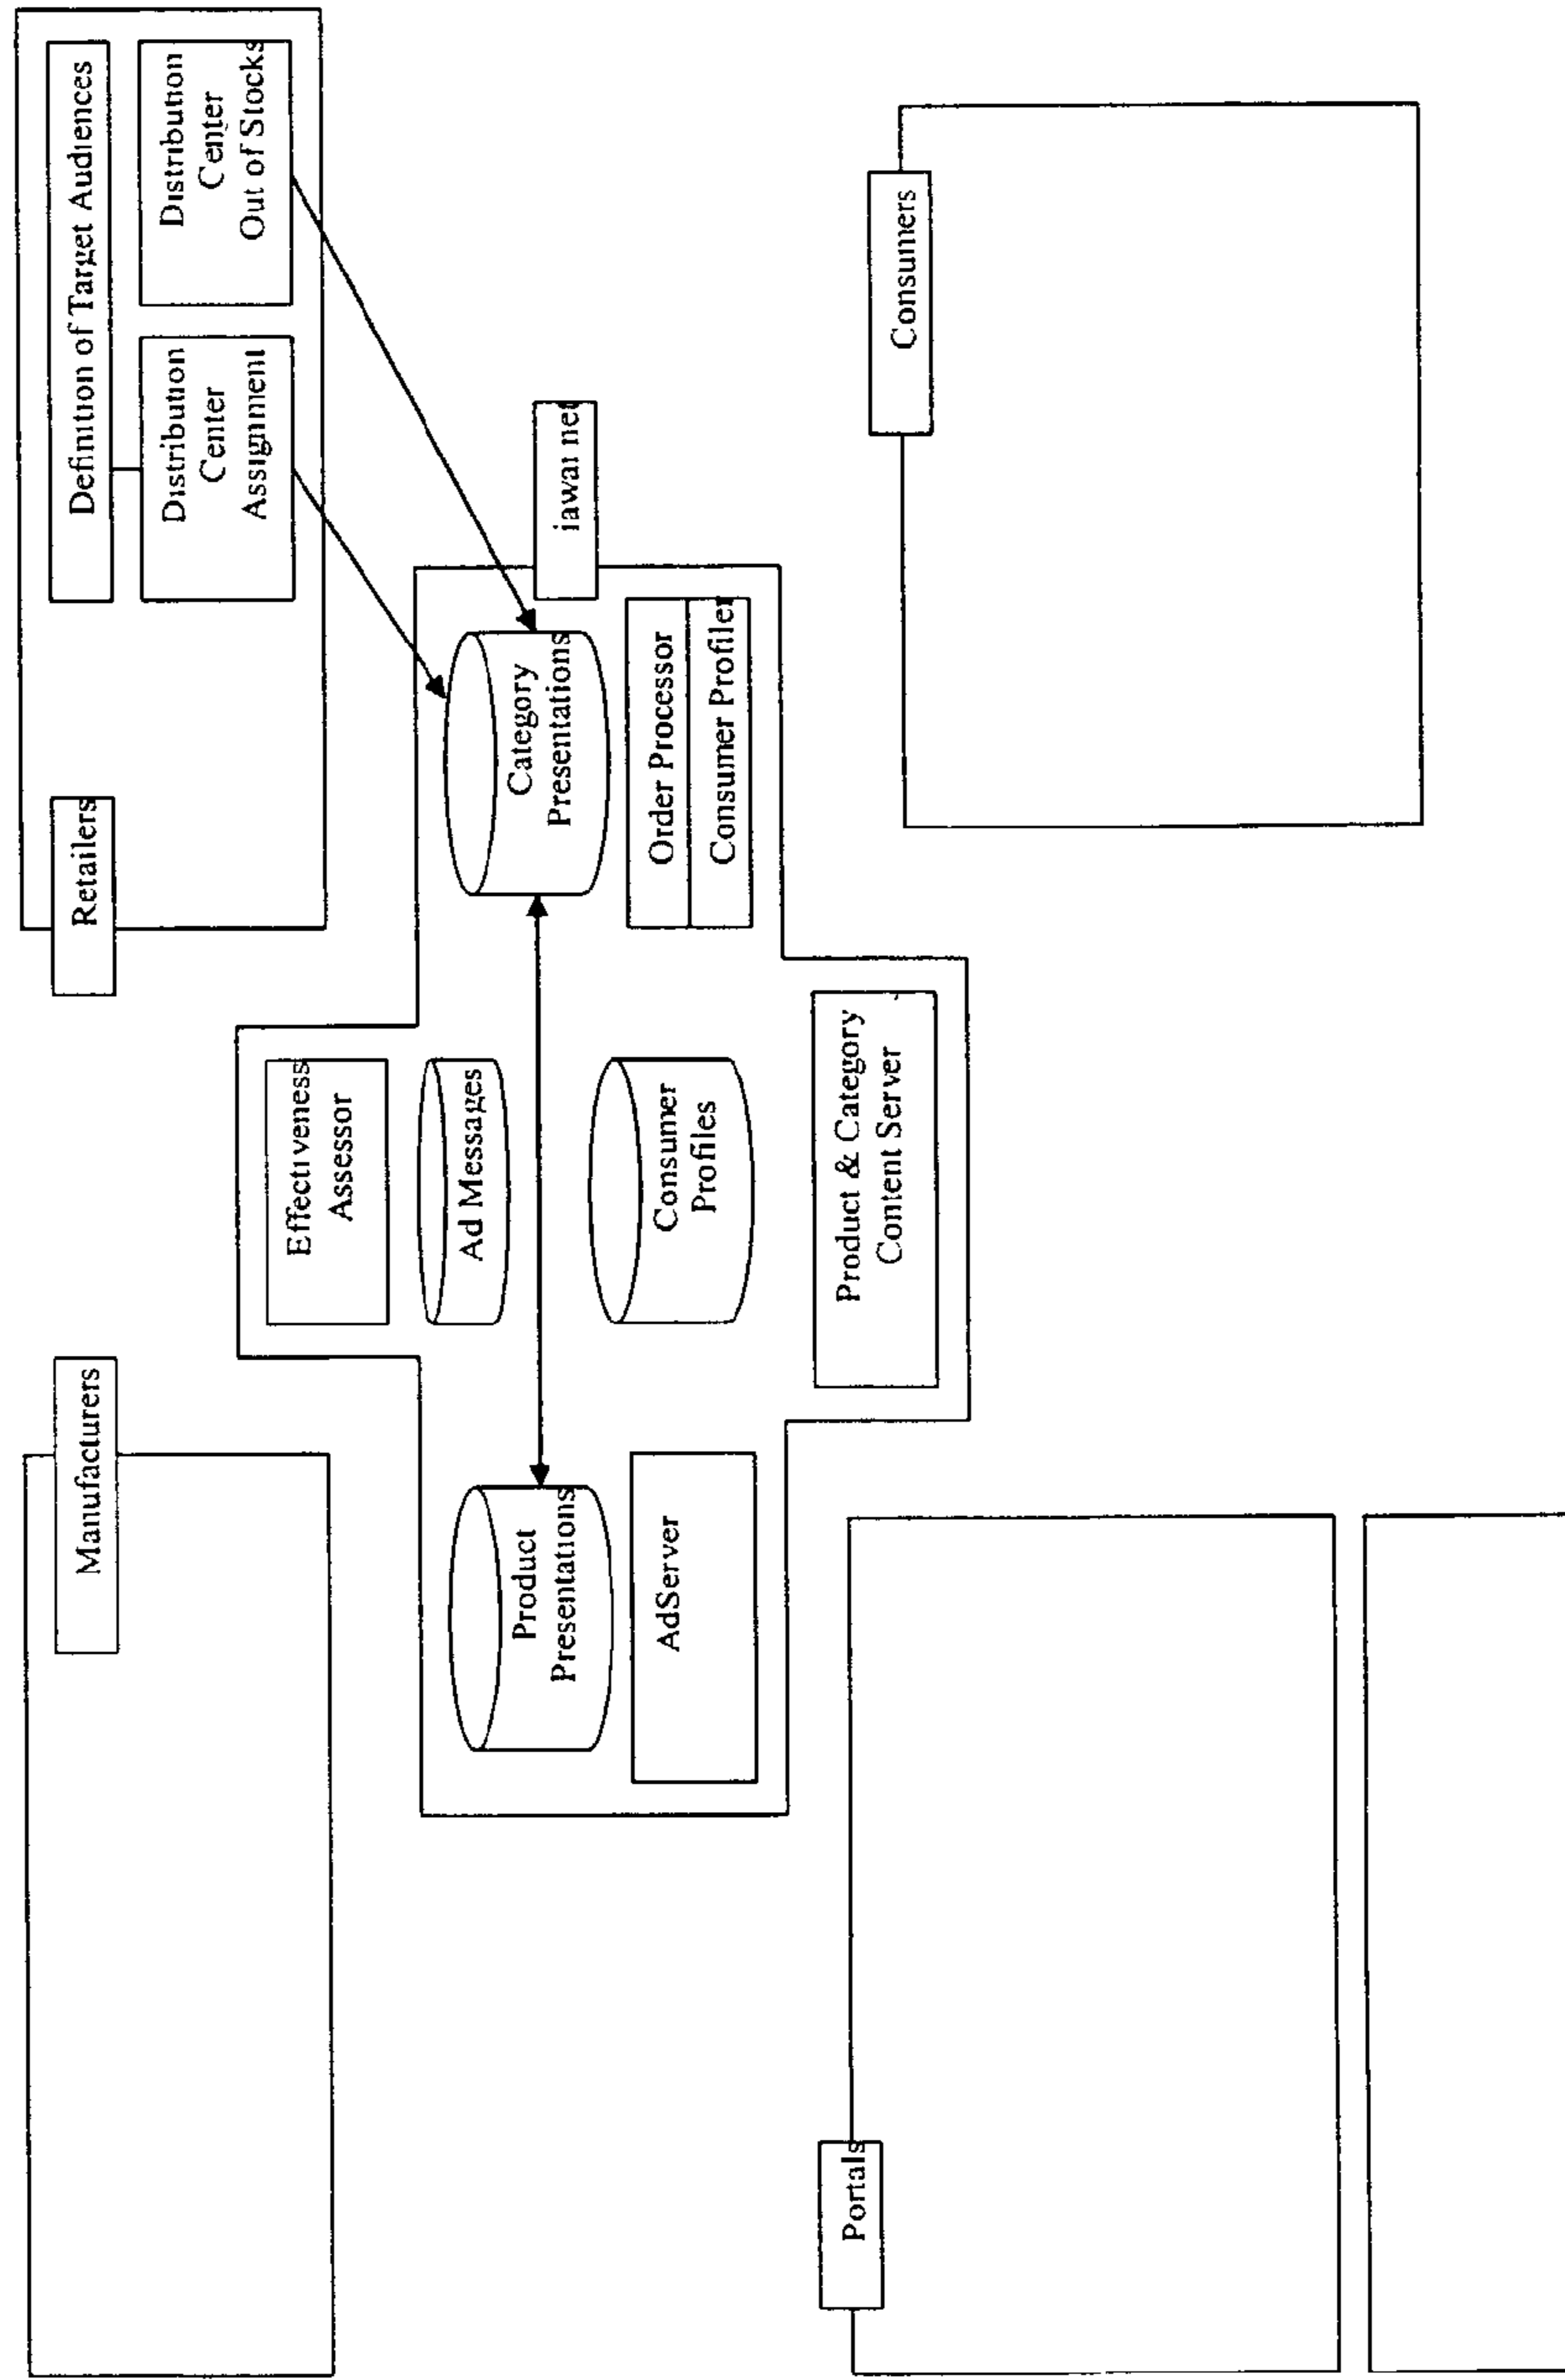 Manufacturers
Retailers
Definition of Target Audiences
Distribution
Center
Assignment
Distribution
Center
Out of Stocks
Effectiveness
Assessor
Ad Messages
Product
Presentations
Category
Presentations
iawai net
AdServer
Consumer
Profiles
Order Processor
Consumer Profiler
Product & Category
Content Server
Portals
Consumers